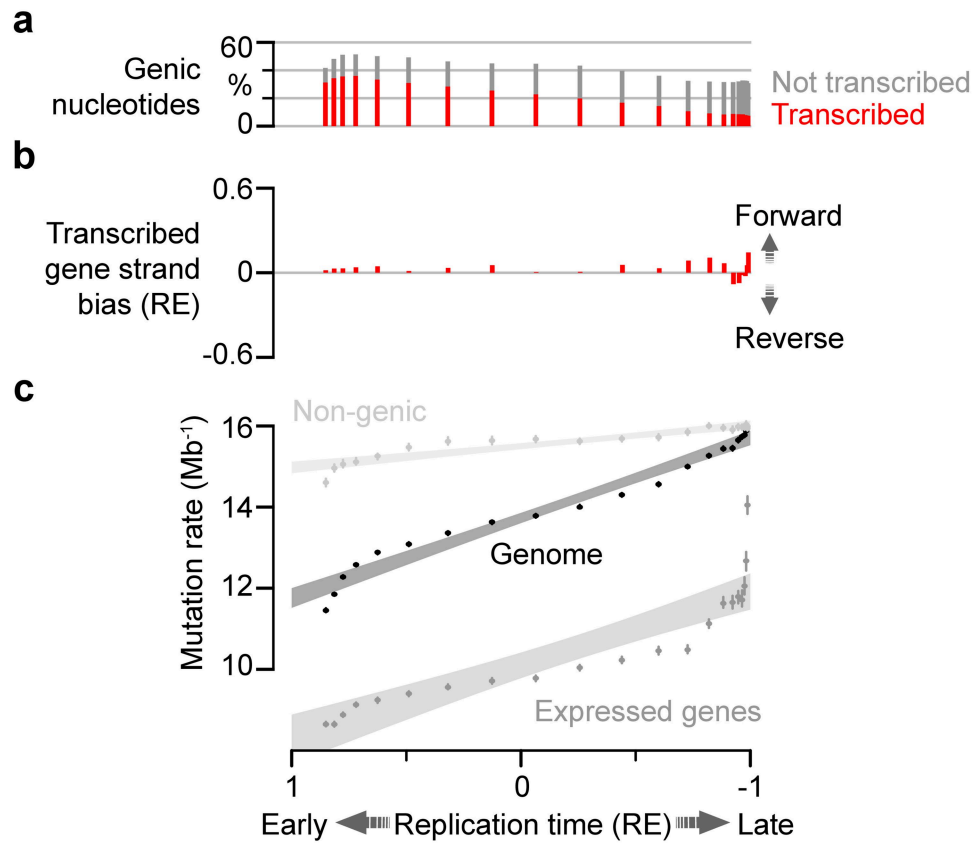 a
60
%
0
Genic
nucleotides
Not transcribed
Transcribed
b
0.6
0
-0.6
Transcribed
gene strand
bias (RE)
Forward
Reverse
c
Mutation rate (Mb⁻¹)
16
14
12
10
Non-genic
Genome
Expressed genes
1
0
-1
Early
Replication time (RE)
Late